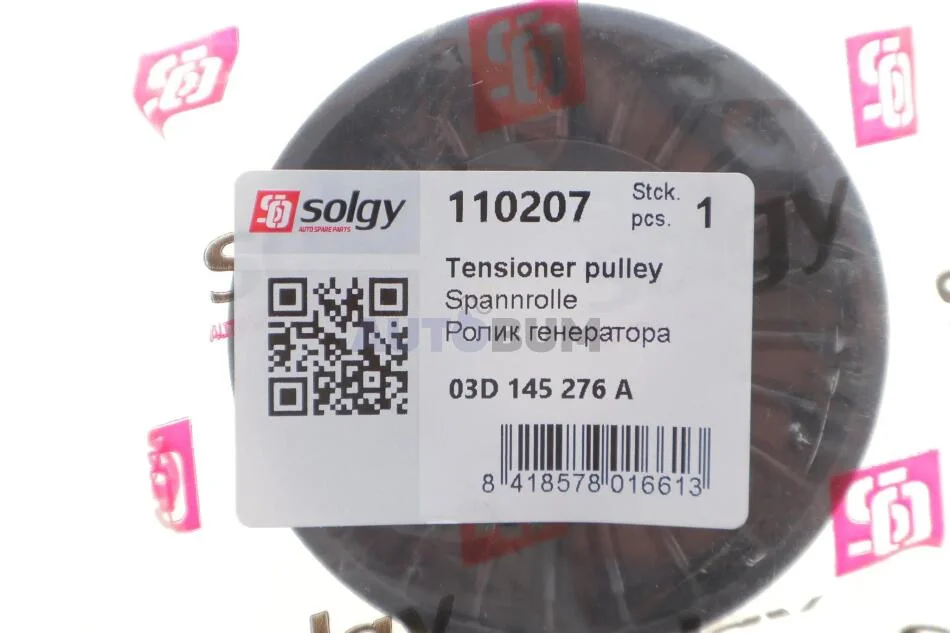 solgy
AUTO SPARE PARTS
110207
Stck.
pcs.
1
Tensioner pulley
Spannrolle
Ролик генератора
AUTOBUM
03D 145 276 A
8 418578 016613